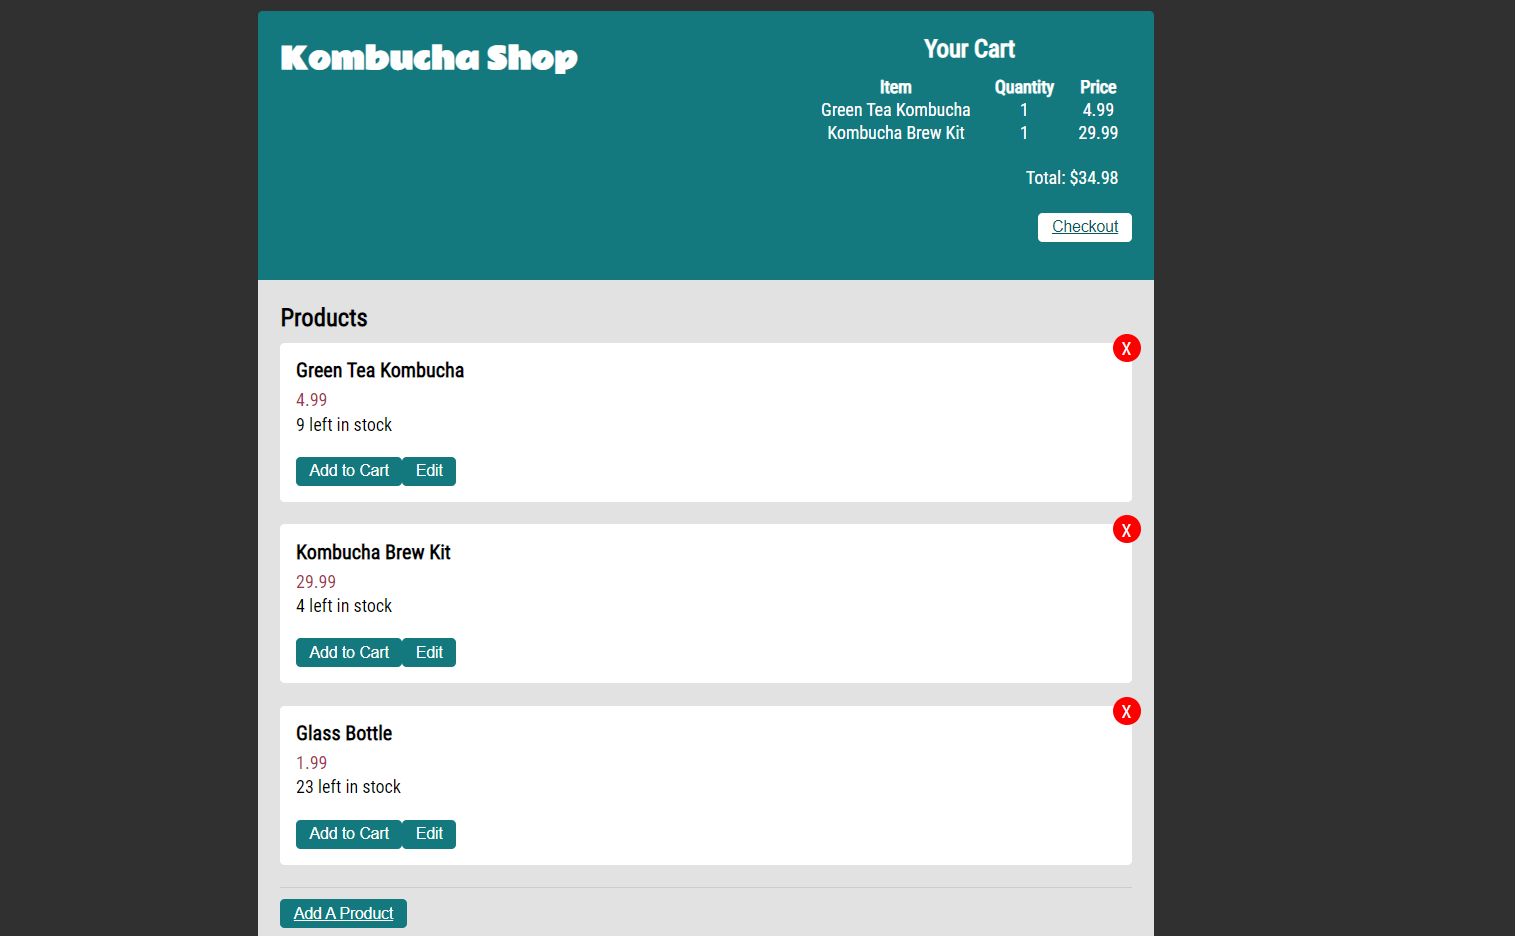 Kombucha Shop
Your Cart
Item Quantity Price
Green Tea Kombucha 1 4.99
Kombucha Brew Kit 1 29.99
Total: $34.98
Checkout
Products
X
Green Tea Kombucha
4.99
9 left in stock
Add to Cart Edit
X
Kombucha Brew Kit
29.99
4 left in stock
Add to Cart Edit
X
Glass Bottle
1.99
23 left in stock
Add to Cart Edit
Add A Product